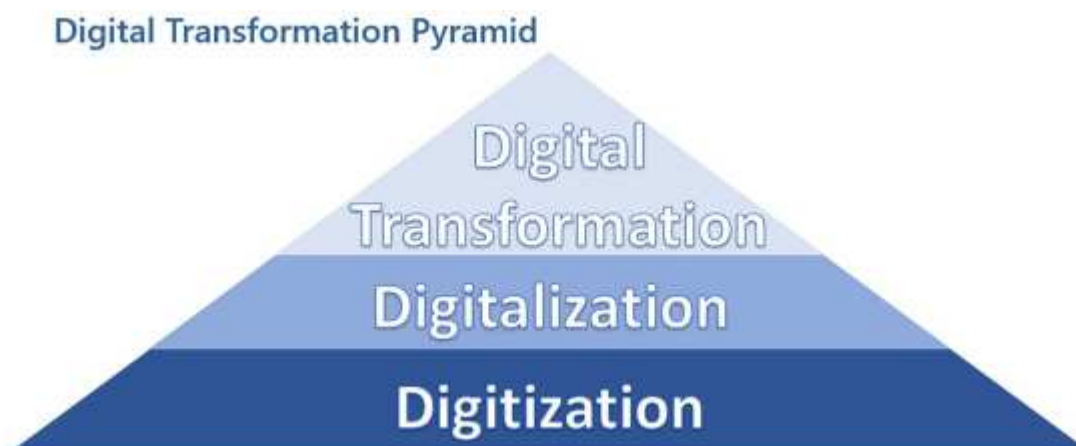 Digital Transformation Pyramid
Digital
Transformation
Digitalization
Digitization